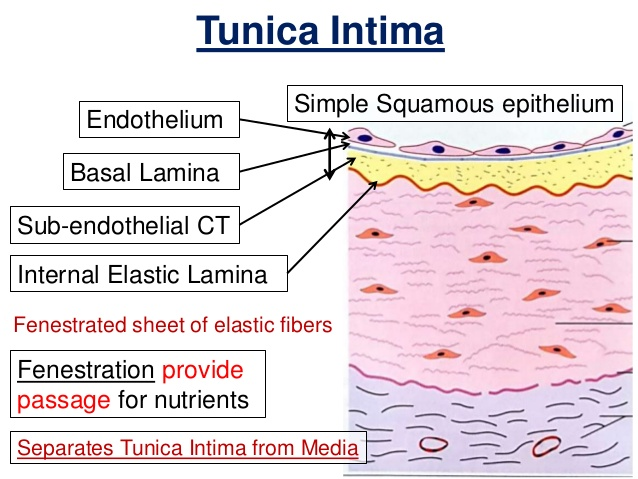 Tunica Intima
Simple Squamous epithelium
Endothelium
Basal Lamina
Sub-endothelial CT
Internal Elastic Lamina
Fenestrated sheet of elastic fibers
Fenestration provide
passage for nutrients
Separates Tunica Intima from Media